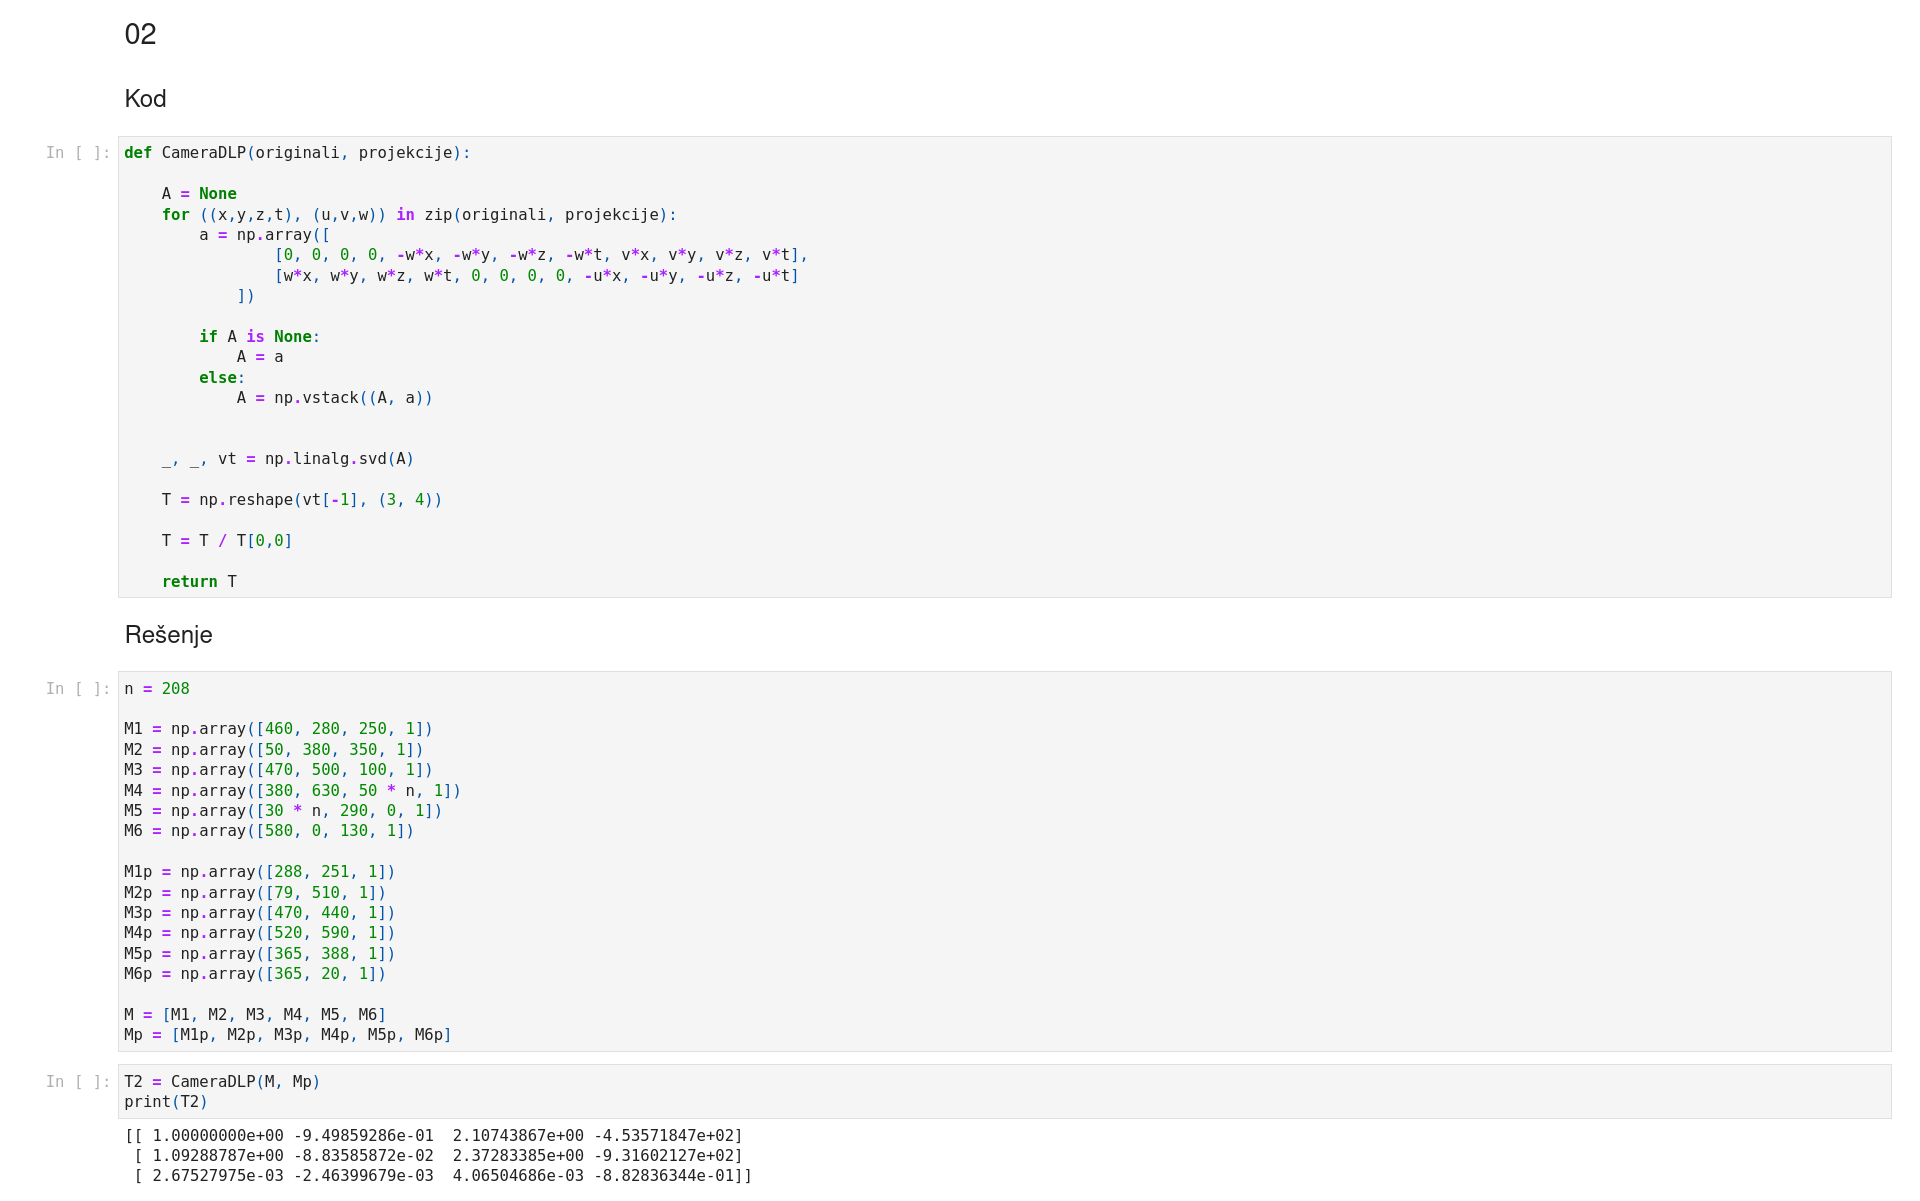 02
Kod
In [ ]: def CameraDLP(originali, projekcije):
    A = None
    for ((x,y,z,t), (u,v,w)) in zip(originali, projekcije):
        a = np.array([
                [0, 0, 0, 0, -w*x, -w*y, -w*z, -w*t, v*x, v*y, v*z, v*t],
                [w*x, w*y, w*z, w*t, 0, 0, 0, 0, -u*x, -u*y, -u*z, -u*t]
            ])
        if A is None:
            A = a
        else:
            A = np.vstack((A, a))
    _, _, vt = np.linalg.svd(A)
    T = np.reshape(vt[-1], (3, 4))
    T = T / T[0,0]
    return T
Rešenje
In [ ]: n = 208
M1 = np.array([460, 280, 250, 1])
M2 = np.array([50, 380, 350, 1])
M3 = np.array([470, 500, 100, 1])
M4 = np.array([380, 630, 50 * n, 1])
M5 = np.array([30 * n, 290, 0, 1])
M6 = np.array([580, 0, 130, 1])
M1p = np.array([288, 251, 1])
M2p = np.array([79, 510, 1])
M3p = np.array([470, 440, 1])
M4p = np.array([520, 590, 1])
M5p = np.array([365, 388, 1])
M6p = np.array([365, 20, 1])
M = [M1, M2, M3, M4, M5, M6]
Mp = [M1p, M2p, M3p, M4p, M5p, M6p]
In [ ]: T2 = CameraDLP(M, Mp)
print(T2)
[[ 1.00000000e+00 -9.49859286e-01  2.10743867e+00 -4.53571847e+02]
 [ 1.09288787e+00 -8.83585872e-02  2.37283385e+00 -9.31602127e+02]
 [ 2.67527975e-03 -2.46399679e-03  4.06504686e-03 -8.82836344e-01]]